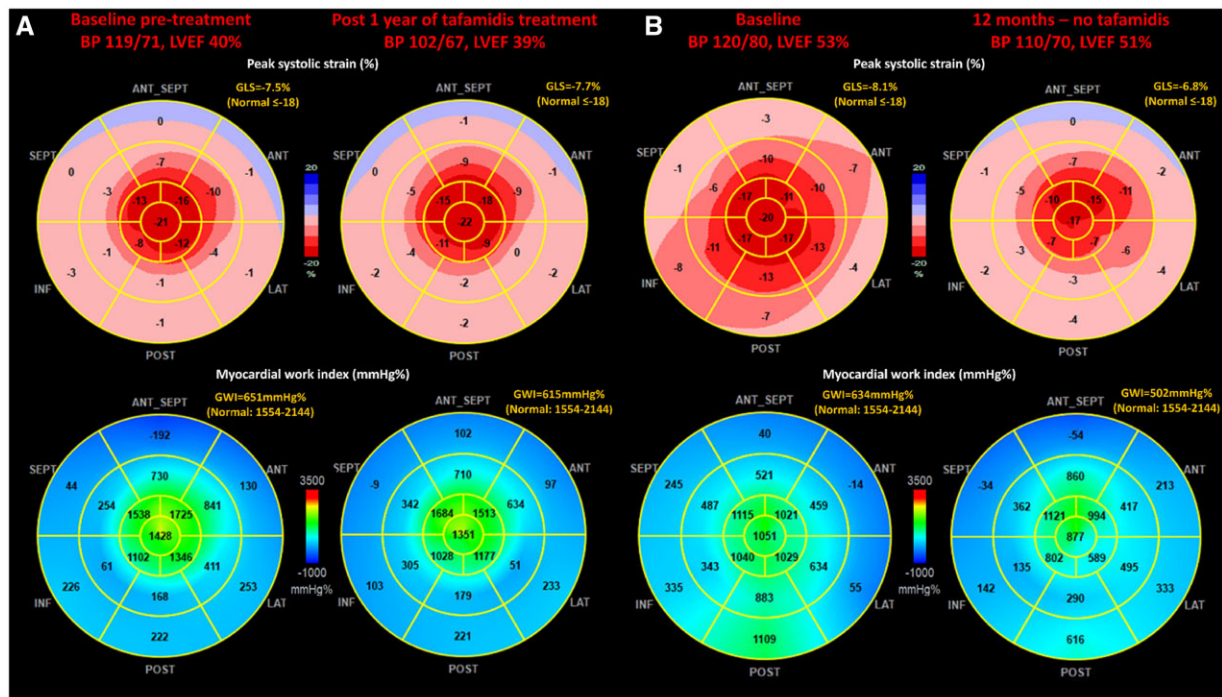 A
Baseline pre-treatment
BP 119/71, LVEF 40%
Post 1 year of tafamidis treatment
BP 102/67, LVEF 39%
B
Baseline
BP 120/80, LVEF 53%
12 months – no tafamidis
BP 110/70, LVEF 51%
Peak systolic strain (%)
ANT_SEPT
GLS=-7.5%
(Normal ≤-18)
SEPT
ANT
0
0
-1
-7
-3
-10
-13
-16
-21
-8
-12
-1
-4
-3
-1
-1
-1
INF
LAT
POST
20
-20
%
ANT_SEPT
GLS=-7.7%
(Normal ≤-18)
SEPT
ANT
-1
0
-1
-9
-5
-9
-15
-18
-22
-11
-9
-4
0
-3
-2
-2
-2
INF
LAT
POST
Peak systolic strain (%)
ANT_SEPT
GLS=-8.1%
(Normal ≤-18)
SEPT
ANT
-3
-1
-7
-10
-6
-10
-17
-11
-20
-17
-17
-11
-13
-8
-4
-13
-7
INF
LAT
POST
20
-20
%
ANT_SEPT
GLS=-6.8%
(Normal ≤-18)
SEPT
ANT
0
-1
-2
-7
-5
-11
-10
-15
-17
-7
-7
-3
-6
-2
-2
-3
-4
INF
LAT
POST
Myocardial work index (mmHg%)
ANT_SEPT
GWI=651mmHg%
(Normal: 1554-2144)
SEPT
ANT
-192
44
130
730
254
841
1538
1725
1428
1102
1346
61
411
226
253
168
222
INF
LAT
POST
3500
-1000
mmHg%
ANT_SEPT
GWI=615mmHg%
(Normal: 1554-2144)
SEPT
ANT
102
-9
97
710
342
634
1684
1513
1351
1028
1177
305
51
103
233
179
221
INF
LAT
POST
Myocardial work index (mmHg%)
ANT_SEPT
GWI=634mmHg%
(Normal: 1554-2144)
SEPT
ANT
40
245
-14
521
487
459
1115
1021
1051
1040
1029
343
634
335
55
883
1109
INF
LAT
POST
3500
-1000
mmHg%
ANT_SEPT
GWI=502mmHg%
(Normal: 1554-2144)
SEPT
ANT
-54
-34
213
860
362
417
1121
994
877
802
589
135
495
142
333
290
616
INF
LAT
POST